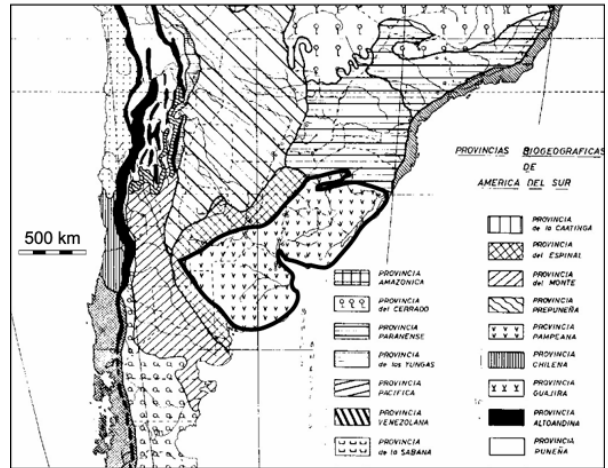 PROVINCIAS BIOGEOGRAFICAS
DE
AMERICA DEL SUR
500 km
PROVINCIA
AMAZONICA
PROVINCIA
del CERRADO
PROVINCIA
PARANENSE
PROVINCIA
de las YUNGAS
PROVINCIA
PACIFICA
PROVINCIA
VENEZOLANA
PROVINCIA
de la SABANA
PROVINCIA
de la CAATINGA
PROVINCIA
del ESPINAL
PROVINCIA
del MONTE
PROVINCIA
PREPUNEÑA
PROVINCIA
PAMPEANA
PROVINCIA
CHILENA
PROVINCIA
GUAJIRA
PROVINCIA
ALTOANDINA
PROVINCIA
PUNEÑA